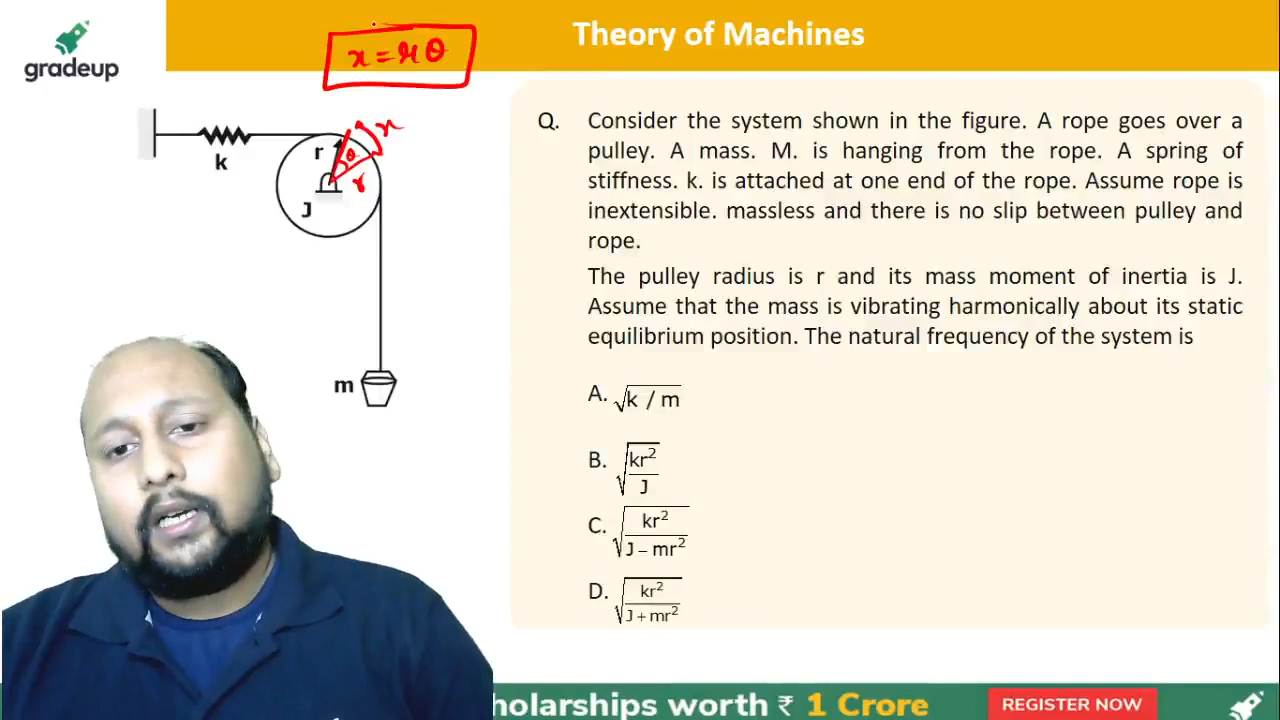 gradeup
x = rθ
Theory of Machines
k
r
θ
x
r
J
m
Q. Consider the system shown in the figure. A rope goes over a
pulley. A mass. M. is hanging from the rope. A spring of
stiffness. k. is attached at one end of the rope. Assume rope is
inextensible. massless and there is no slip between pulley and
rope.
The pulley radius is r and its mass moment of inertia is J.
Assume that the mass is vibrating harmonically about its static
equilibrium position. The natural frequency of the system is
A. √k / m
B. √kr²/J
C. √kr²/J – mr²
D. √kr²/J + mr²
holarships worth ₹ 1 Crore
REGISTER NOW